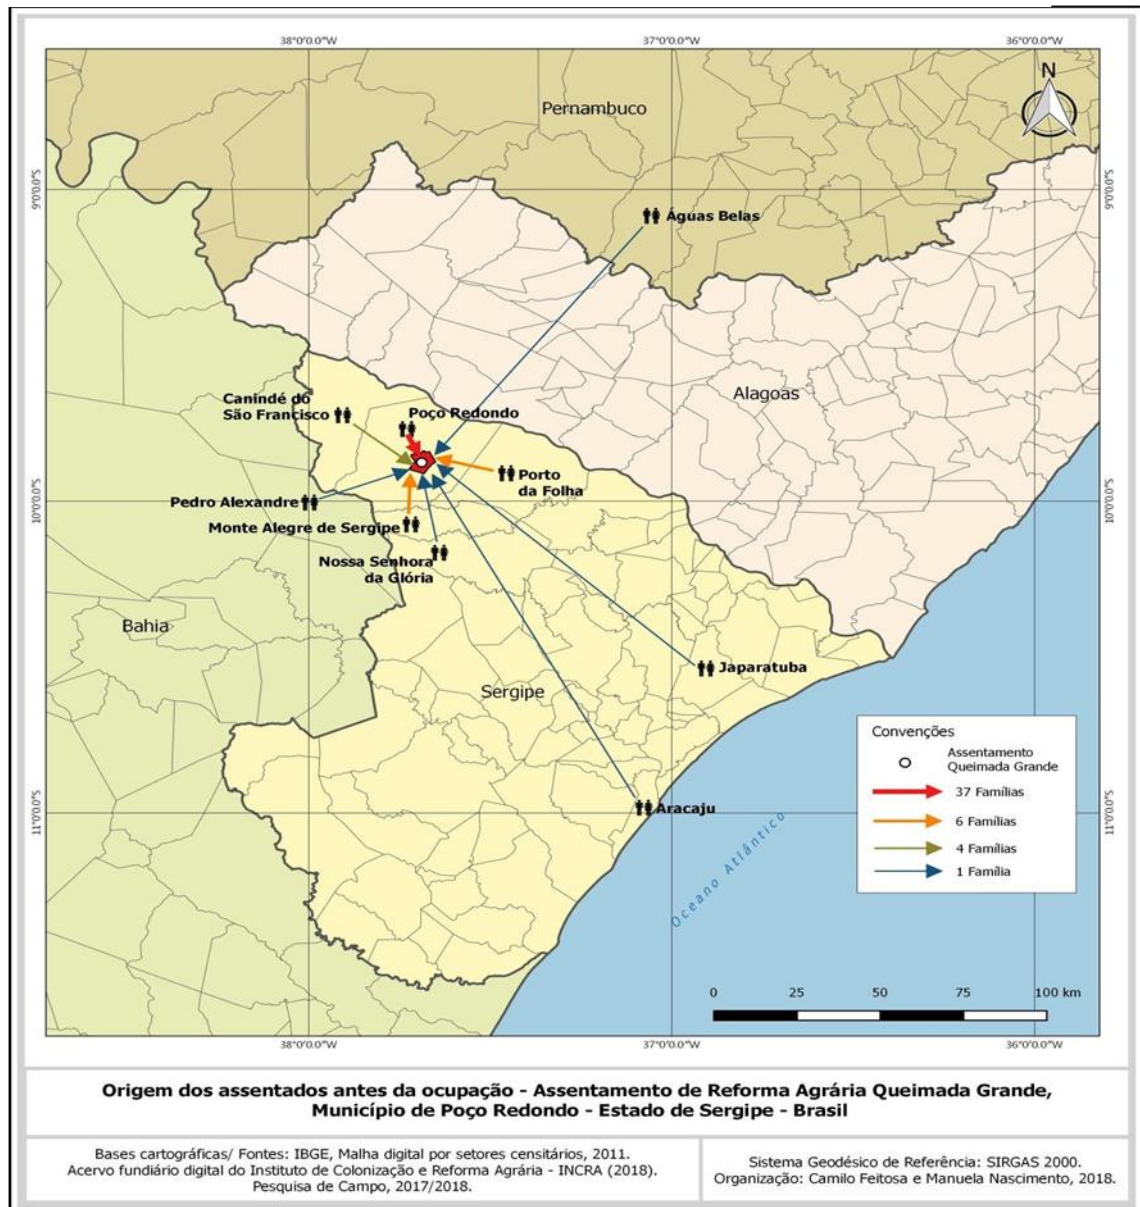 38°0'0.0"W
37°0'0.0"W
36°0'0.0"W
N
Pernambuco
9°0'0.0"S
9°0'0.0"S
Águas Belas
Alagoas
Canindé do
São Francisco
Poço Redondo
Porto
da Folha
Pedro Alexandre
10°0'0.0"S
10°0'0.0"S
Monte Alegre de Sergipe
Nossa Senhora
da Glória
Bahia
Japaratuba
Sergipe
Aracaju
11°0'0.0"S
11°0'0.0"S
Oceano Atlântico
Convenções
Assentamento
Queimada Grande
37 Famílias
6 Famílias
4 Famílias
1 Família
0 25 50 75 100 km
38°0'0.0"W
37°0'0.0"W
36°0'0.0"W
Origem dos assentados antes da ocupação - Assentamento de Reforma Agrária Queimada Grande,
Município de Poço Redondo - Estado de Sergipe - Brasil
Bases cartográficas/ Fontes: IBGE, Malha digital por setores censitários, 2011.
Acervo fundiário digital do Instituto de Colonização e Reforma Agrária - INCRA (2018).
Pesquisa de Campo, 2017/2018.
Sistema Geodésico de Referência: SIRGAS 2000.
Organização: Camilo Feitosa e Manuela Nascimento, 2018.